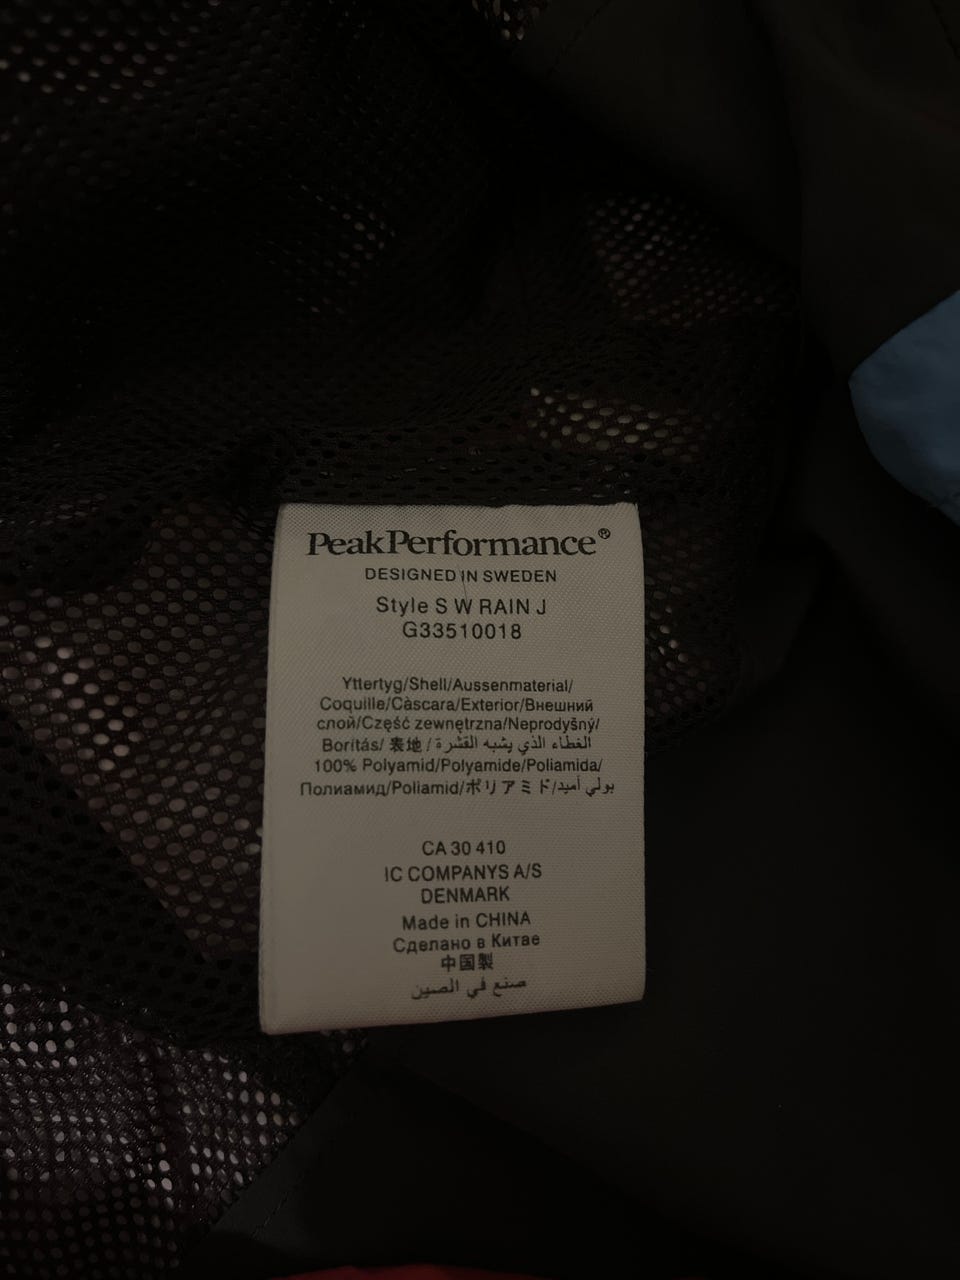 PeakPerformance®
DESIGNED IN SWEDEN
Style S W RAIN J
G33510018
Yttertyg/Shell/Aussenmaterial/
Coquille/Càscara/Exterior/Внешний
слой/Część zewnętrzna/Neprodyšný/
Boritás/ 表地 / الغطاء الذي يشبه القشرة
100% Polyamid/Polyamide/Poliamida/
Полиамид/Poliamid/ポリアミド/بولي أميد
CA 30 410
IC COMPANYS A/S
DENMARK
Made in CHINA
Сделано в Китае
中国製
صنع في الصين